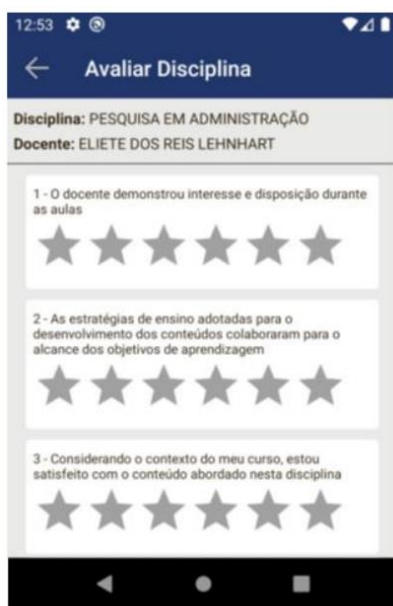 12:53
Avaliar Disciplina
Disciplina: PESQUISA EM ADMINISTRAÇÃO
Docente: ELIETE DOS REIS LEHNHART
1 - O docente demonstrou interesse e disposição durante
as aulas
2 - As estratégias de ensino adotadas para o
desenvolvimento dos conteúdos colaboraram para o
alcance dos objetivos de aprendizagem
3 - Considerando o contexto do meu curso, estou
satisfeito com o conteúdo abordado nesta disciplina